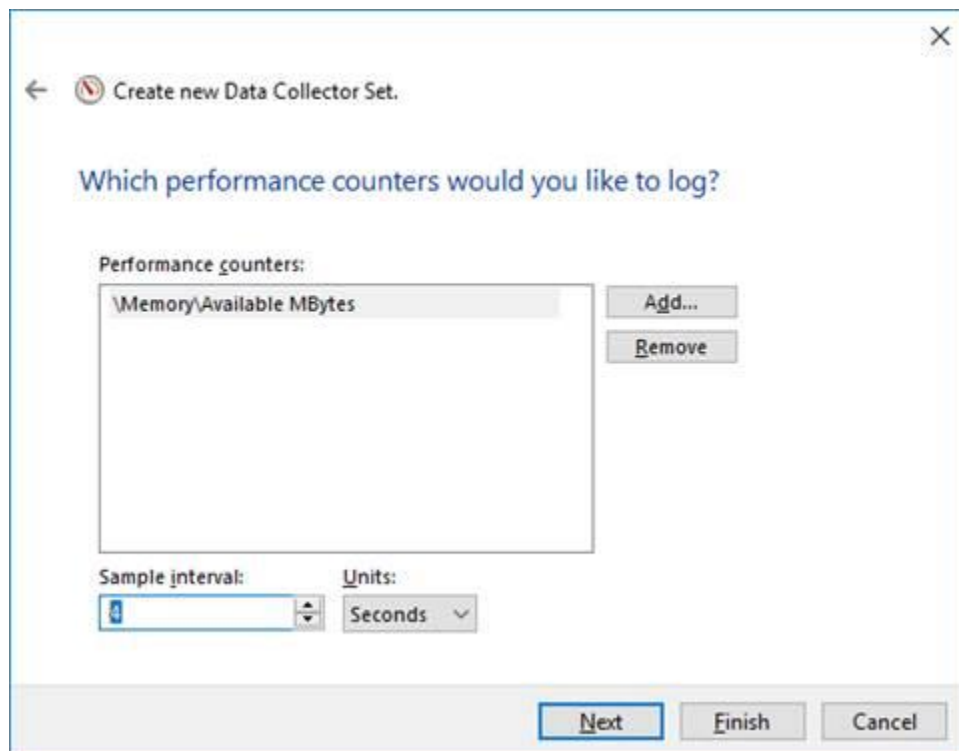 Create new Data Collector Set.
Which performance counters would you like to log?
Performance counters:
\Memory\Available MBytes
Add...
Remove
Sample interval:
Units:
4
Seconds
Next
Finish
Cancel